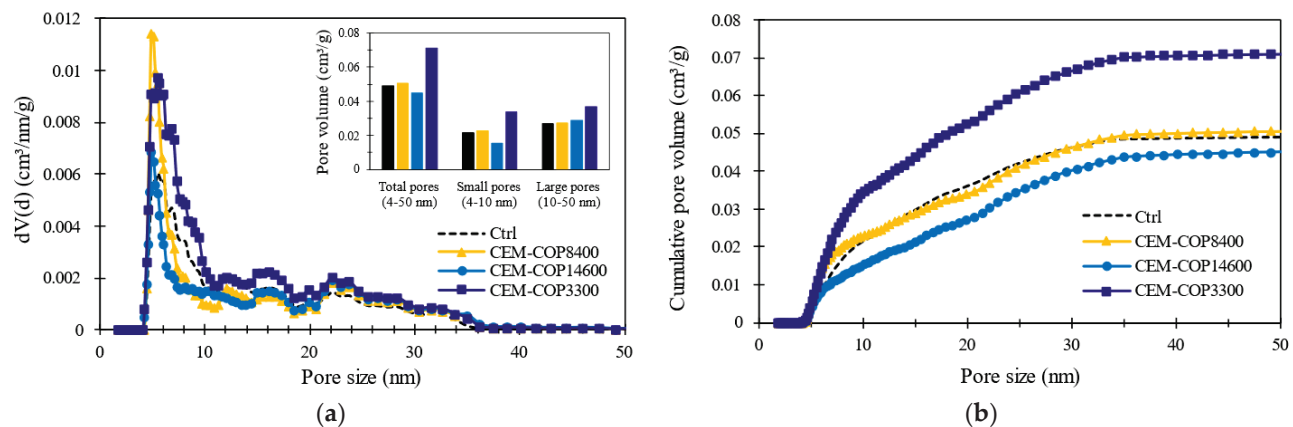 0.012
0.01
0.008
0.006
0.004
0.002
0
dV(d) (cm³/nm/g)
0 10 20 30 40 50
Pore size (nm)
0.08
0.06
0.04
0.02
0
Pore volume (cm³/g)
Total pores Small pores Large pores
(4-50 nm) (4-10 nm) (10-50 nm)
Ctrl
CEM-COP8400
CEM-COP14600
CEM-COP3300
(a)
0.08
0.07
0.06
0.05
0.04
0.03
0.02
0.01
0
Cumulative pore volume (cm³/g)
0 10 20 30 40 50
Pore size (nm)
Ctrl
CEM-COP8400
CEM-COP14600
CEM-COP3300
(b)